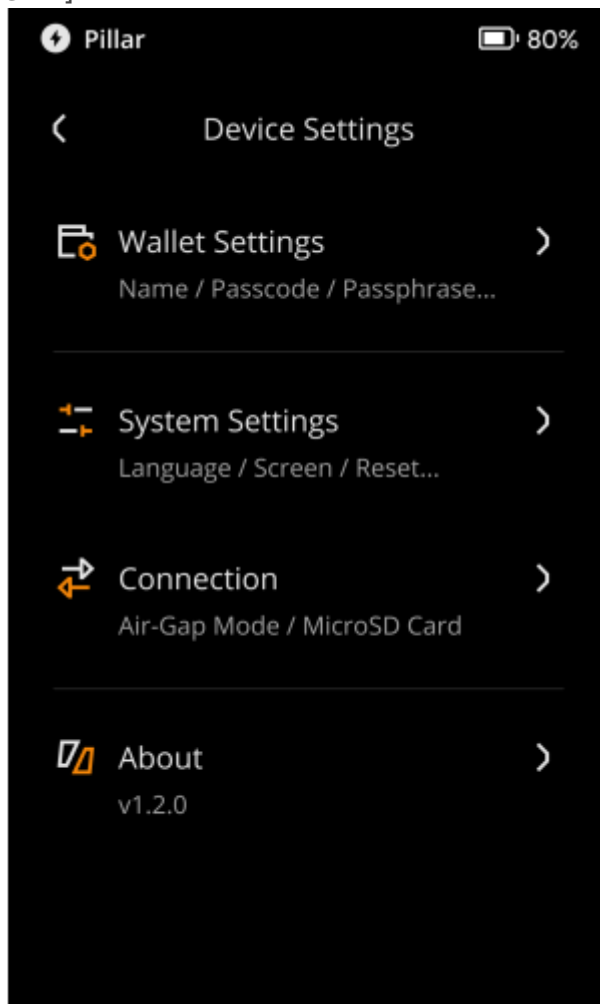 Pillar 80%
Device Settings
Wallet Settings
Name / Passcode / Passphrase...
System Settings
Language / Screen / Reset...
Connection
Air-Gap Mode / MicroSD Card
About
v1.2.0